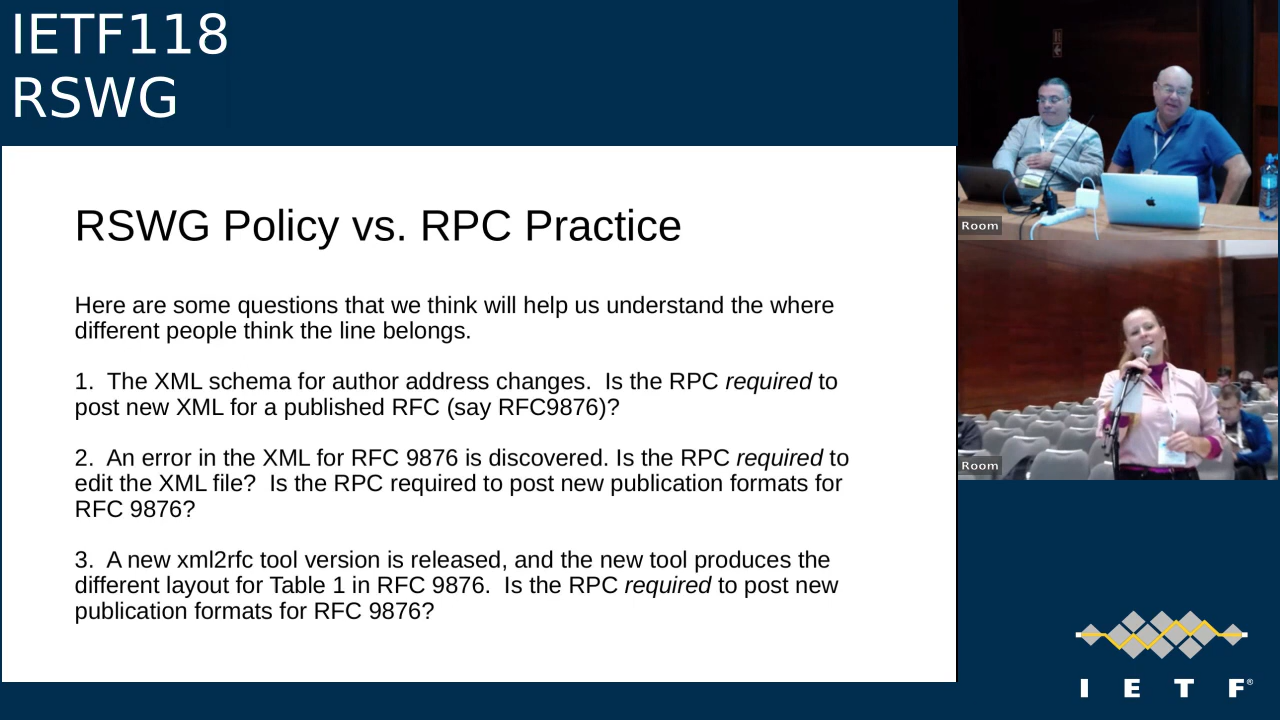 IETF118
RSWG
RSWG Policy vs. RPC Practice
Here are some questions that we think will help us understand the where
different people think the line belongs.
1. The XML schema for author address changes. Is the RPC required to
post new XML for a published RFC (say RFC9876)?
2. An error in the XML for RFC 9876 is discovered. Is the RPC required to
edit the XML file? Is the RPC required to post new publication formats for
RFC 9876?
3. A new xml2rfc tool version is released, and the new tool produces the
different layout for Table 1 in RFC 9876. Is the RPC required to post new
publication formats for RFC 9876?
Room
Room
I E T F®